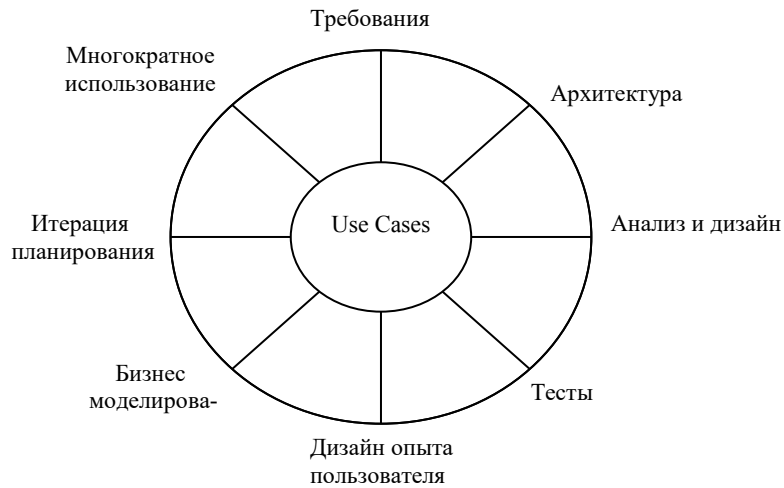 Требования
Многократное
использование
Архитектура
Use Cases
Итерация
планирования
Анализ и дизайн
Бизнес
моделирова-
Тесты
Дизайн опыта
пользователя